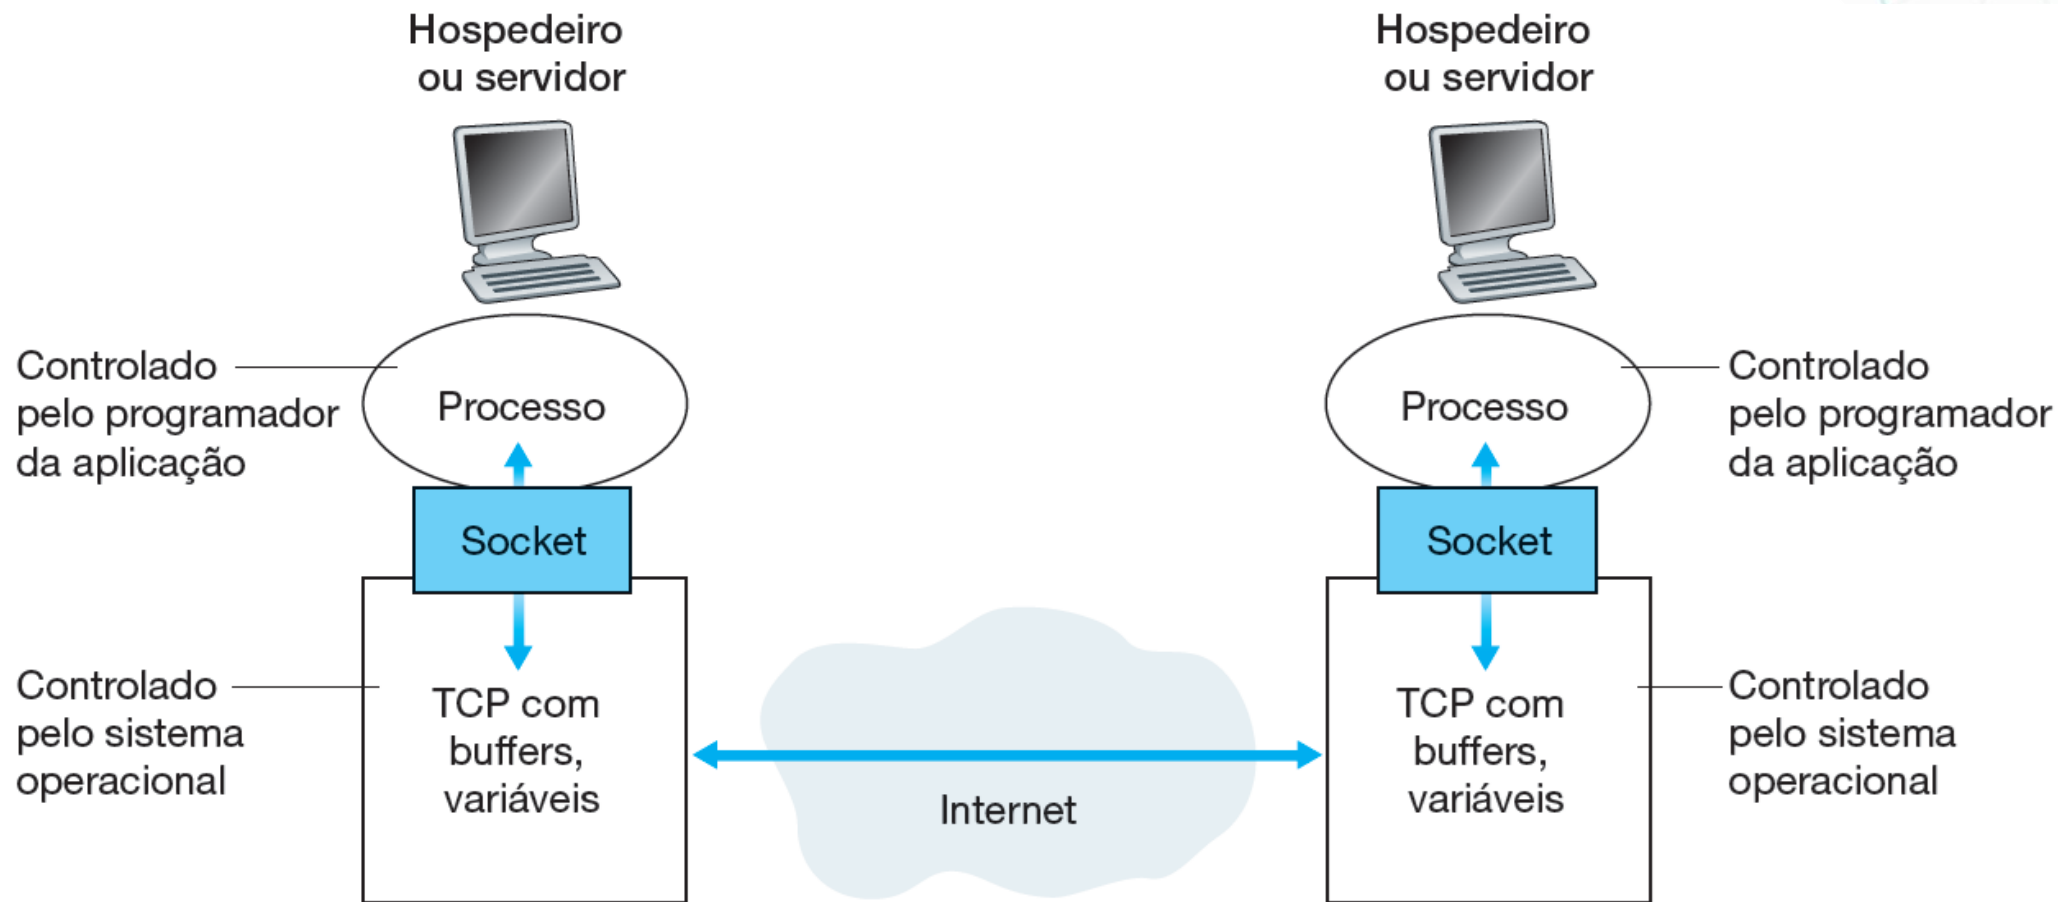 Hospedeiro
ou servidor
Hospedeiro
ou servidor
Controlado
pelo programador
da aplicação
Processo
Processo
Controlado
pelo programador
da aplicação
Socket
Socket
Controlado
pelo sistema
operacional
TCP com
buffers,
variáveis
Internet
TCP com
buffers,
variáveis
Controlado
pelo sistema
operacional